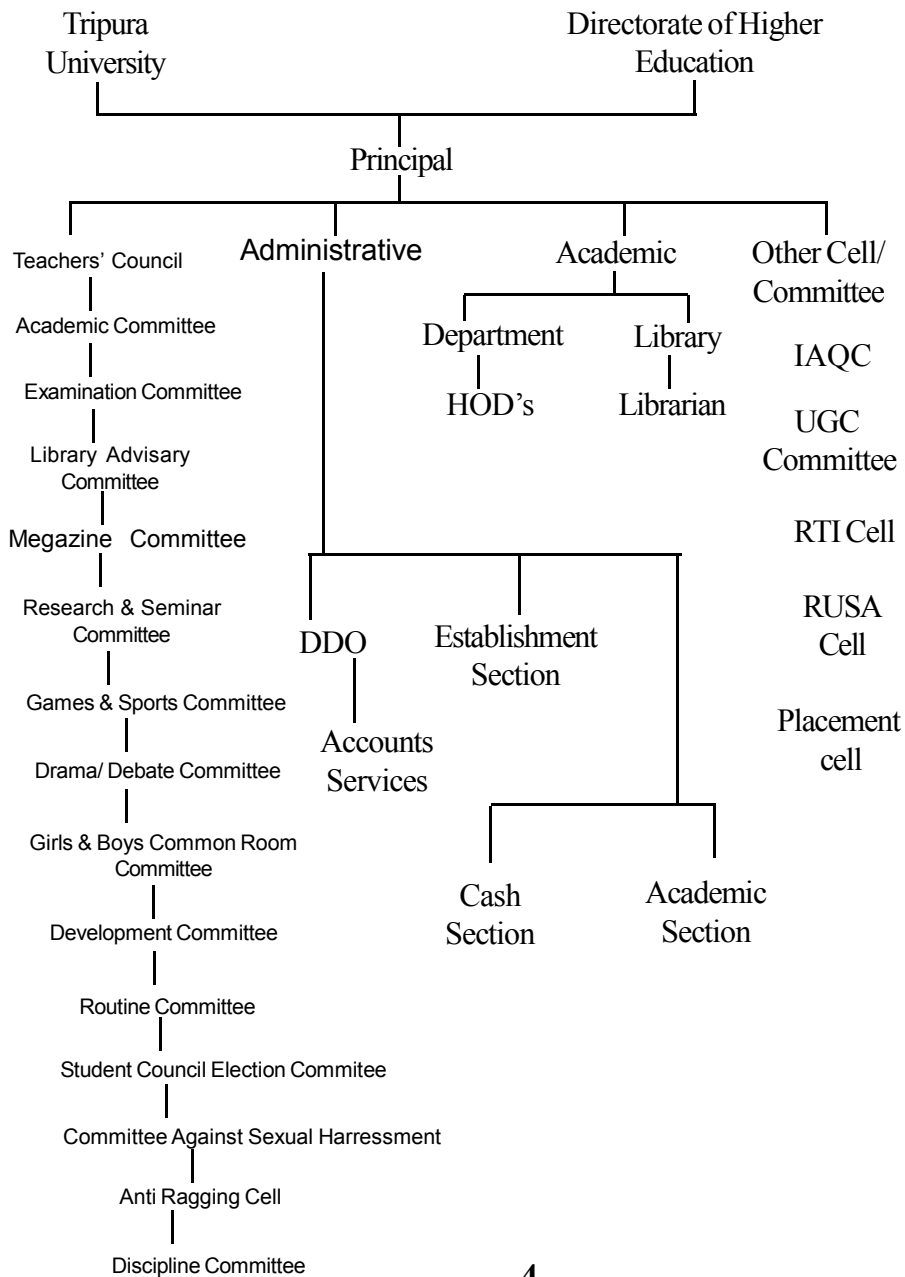 Tripura
University
Directorate of Higher
Education
Principal
Teachers' Council
Academic Committee
Examination Committee
Library Advisary
Committee
Megazine Committee
Research & Seminar
Committee
Games & Sports Committee
Drama/ Debate Committee
Girls & Boys Common Room
Committee
Development Committee
Routine Committee
Student Council Election Commitee
Committee Against Sexual Harressment
Anti Ragging Cell
Discipline Committee
Administrative
DDO
Accounts
Services
Establishment
Section
Cash
Section
Academic
Section
Academic
Department
HOD's
Library
Librarian
Other Cell/
Committee
IAQC
UGC
Committee
RTI Cell
RUSA
Cell
Placement
cell
4